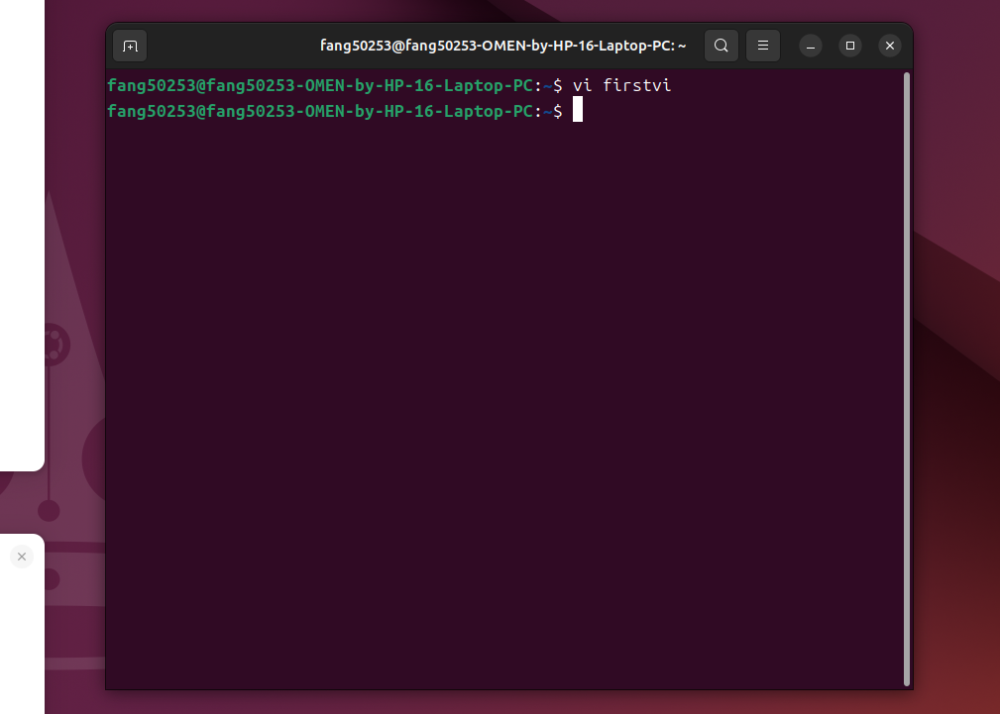 fang50253@fang50253-OMEN-by-HP-16-Laptop-PC: ~
fang50253@fang50253-OMEN-by-HP-16-Laptop-PC:~$ vi firstvi
fang50253@fang50253-OMEN-by-HP-16-Laptop-PC:~$